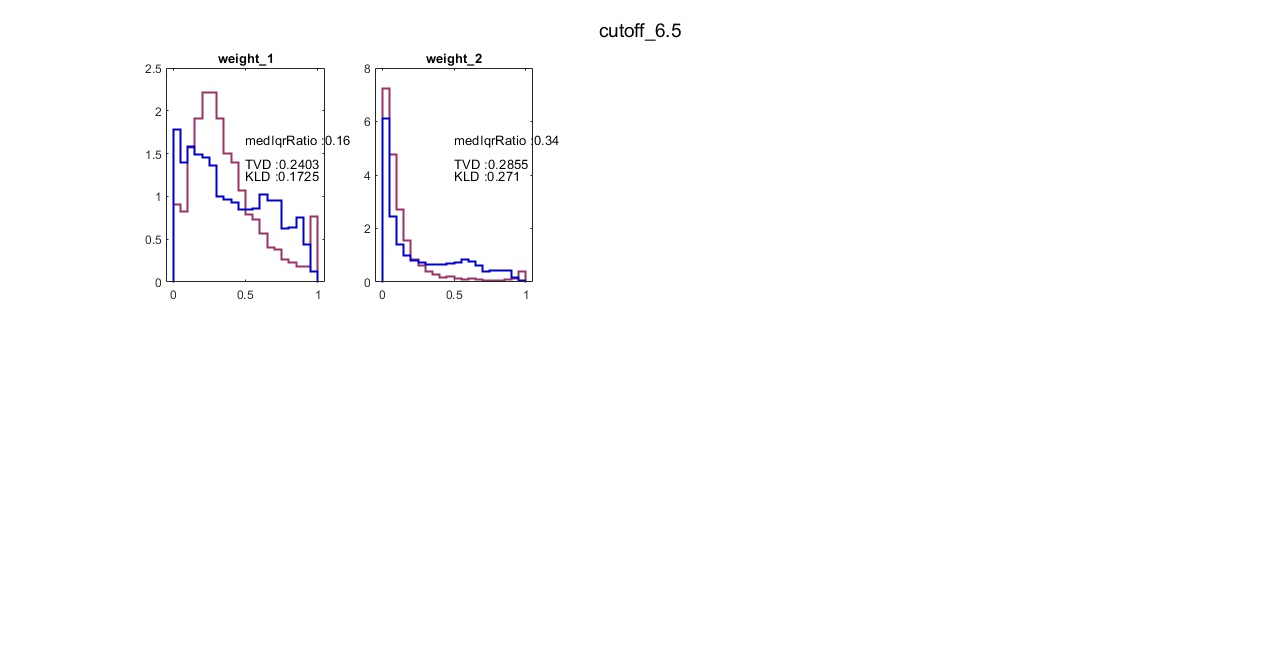 cutoff_6.5
weight_1
2.5
2
1.5
1
0.5
0
0
0.5
1
medIqrRatio :0.16
TVD :0.2403
KLD :0.1725
weight_2
8
6
4
2
0
0
0.5
1
medIqrRatio :0.34
TVD :0.2855
KLD :0.271